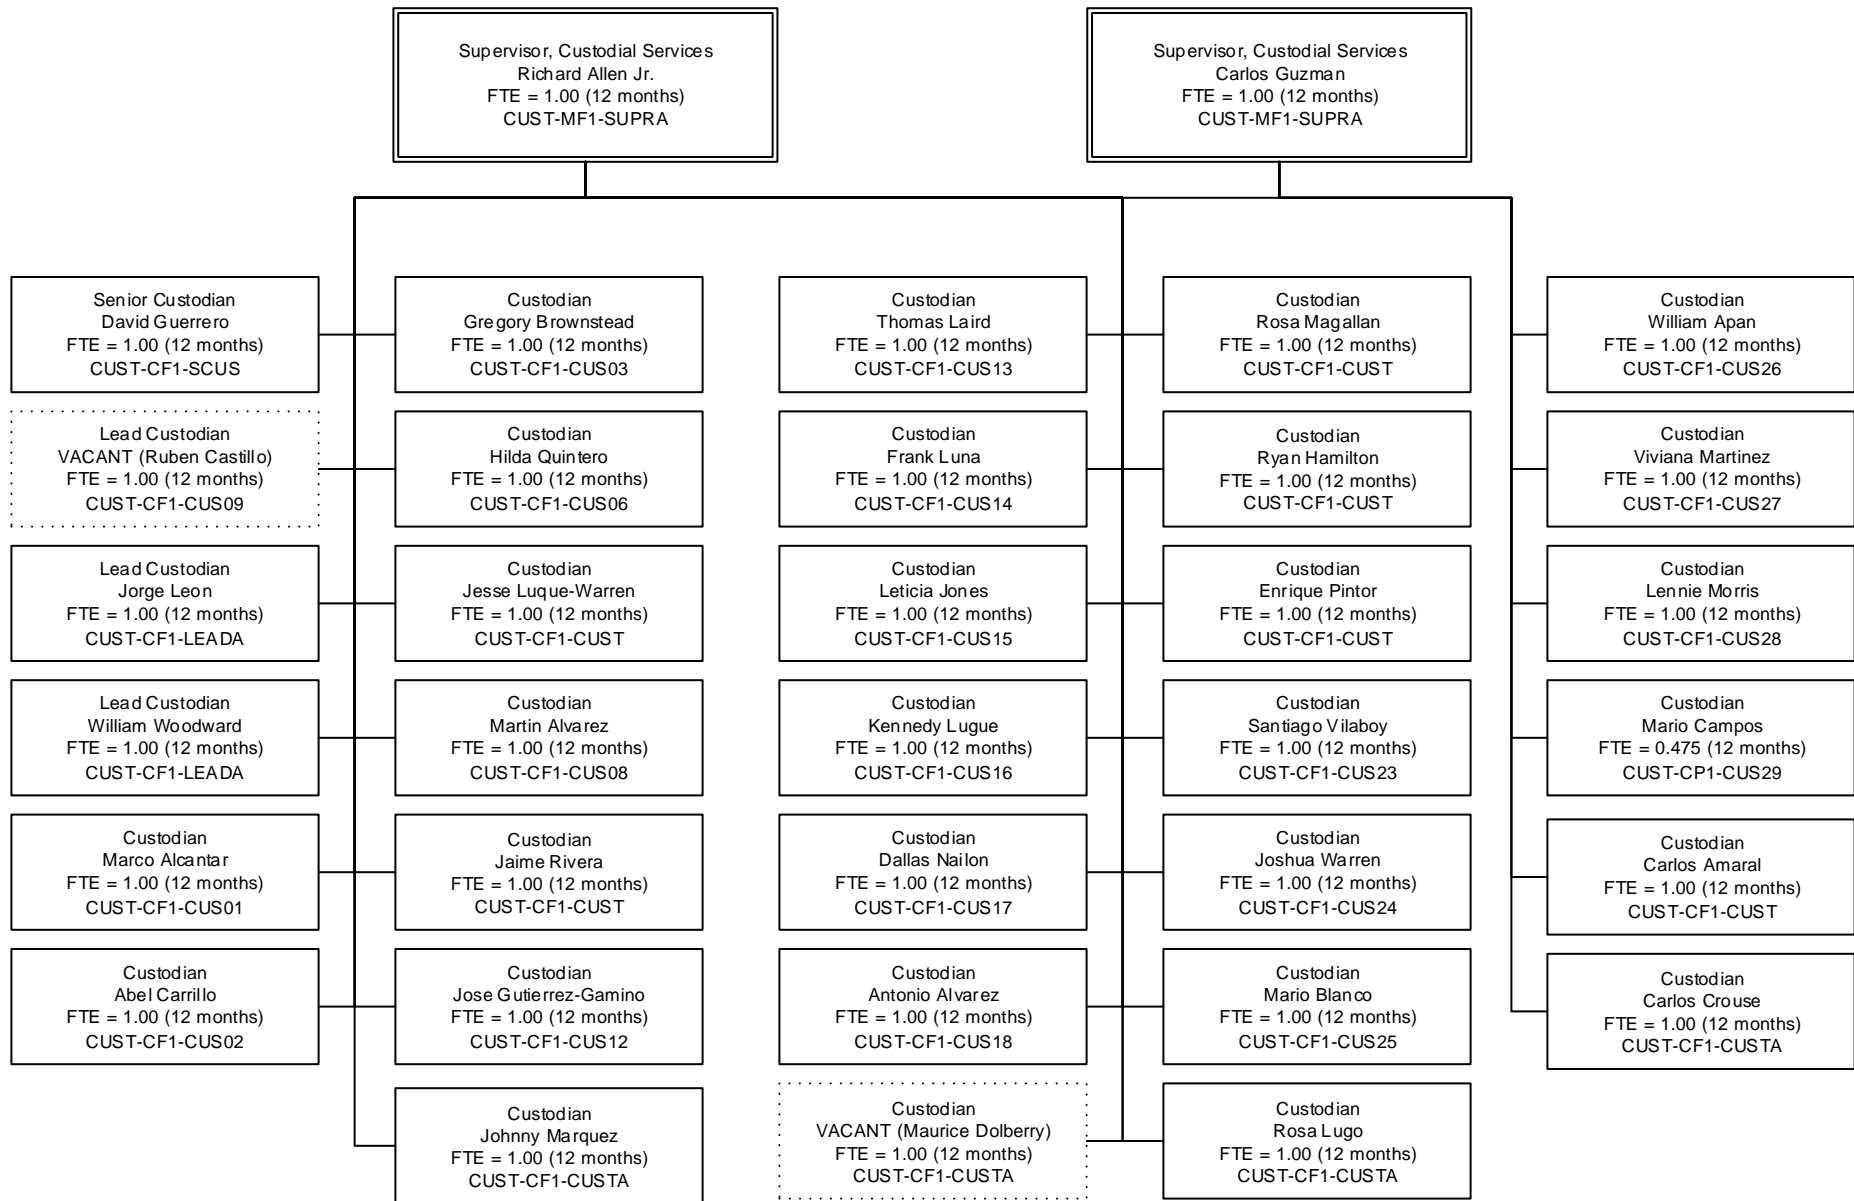 Supervisor, Custodial Services
Richard Allen Jr.
FTE = 1.00 (12 months)
CUST-MF1-SUPRA
Supervisor, Custodial Services
Carlos Guzman
FTE = 1.00 (12 months)
CUST-MF1-SUPRA
Senior Custodian
David Guerrero
FTE = 1.00 (12 months)
CUST-CF1-SCUS
Custodian
Gregory Brownstead
FTE = 1.00 (12 months)
CUST-CF1-CUS03
Custodian
Thomas Laird
FTE = 1.00 (12 months)
CUST-CF1-CUS13
Custodian
Rosa Magallan
FTE = 1.00 (12 months)
CUST-CF1-CUST
Custodian
William Apan
FTE = 1.00 (12 months)
CUST-CF1-CUS26
Lead Custodian
VACANT (Ruben Castillo)
FTE = 1.00 (12 months)
CUST-CF1-CUS09
Custodian
Hilda Quintero
FTE = 1.00 (12 months)
CUST-CF1-CUS06
Custodian
Frank Luna
FTE = 1.00 (12 months)
CUST-CF1-CUS14
Custodian
Ryan Hamilton
FTE = 1.00 (12 months)
CUST-CF1-CUST
Custodian
Viviana Martinez
FTE = 1.00 (12 months)
CUST-CF1-CUS27
Lead Custodian
Jorge Leon
FTE = 1.00 (12 months)
CUST-CF1-LEADA
Custodian
Jesse Luque-Warren
FTE = 1.00 (12 months)
CUST-CF1-CUST
Custodian
Leticia Jones
FTE = 1.00 (12 months)
CUST-CF1-CUS15
Custodian
Enrique Pintor
FTE = 1.00 (12 months)
CUST-CF1-CUST
Custodian
Lennie Morris
FTE = 1.00 (12 months)
CUST-CF1-CUS28
Lead Custodian
William Woodward
FTE = 1.00 (12 months)
CUST-CF1-LEADA
Custodian
Martin Alvarez
FTE = 1.00 (12 months)
CUST-CF1-CUS08
Custodian
Kennedy Lugue
FTE = 1.00 (12 months)
CUST-CF1-CUS16
Custodian
Santiago Vilaboy
FTE = 1.00 (12 months)
CUST-CF1-CUS23
Custodian
Mario Campos
FTE = 0.475 (12 months)
CUST-CP1-CUS29
Custodian
Marco Alcantar
FTE = 1.00 (12 months)
CUST-CF1-CUS01
Custodian
Jaime Rivera
FTE = 1.00 (12 months)
CUST-CF1-CUST
Custodian
Dallas Nailon
FTE = 1.00 (12 months)
CUST-CF1-CUS17
Custodian
Joshua Warren
FTE = 1.00 (12 months)
CUST-CF1-CUS24
Custodian
Carlos Amaral
FTE = 1.00 (12 months)
CUST-CF1-CUST
Custodian
Abel Carrillo
FTE = 1.00 (12 months)
CUST-CF1-CUS02
Custodian
Jose Gutierrez-Gamino
FTE = 1.00 (12 months)
CUST-CF1-CUS12
Custodian
Antonio Alvarez
FTE = 1.00 (12 months)
CUST-CF1-CUS18
Custodian
Mario Blanco
FTE = 1.00 (12 months)
CUST-CF1-CUS25
Custodian
Carlos Crouse
FTE = 1.00 (12 months)
CUST-CF1-CUSTA
Custodian
Johnny Marquez
FTE = 1.00 (12 months)
CUST-CF1-CUSTA
Custodian
VACANT (Maurice Dolberry)
FTE = 1.00 (12 months)
CUST-CF1-CUSTA
Custodian
Rosa Lugo
FTE = 1.00 (12 months)
CUST-CF1-CUSTA